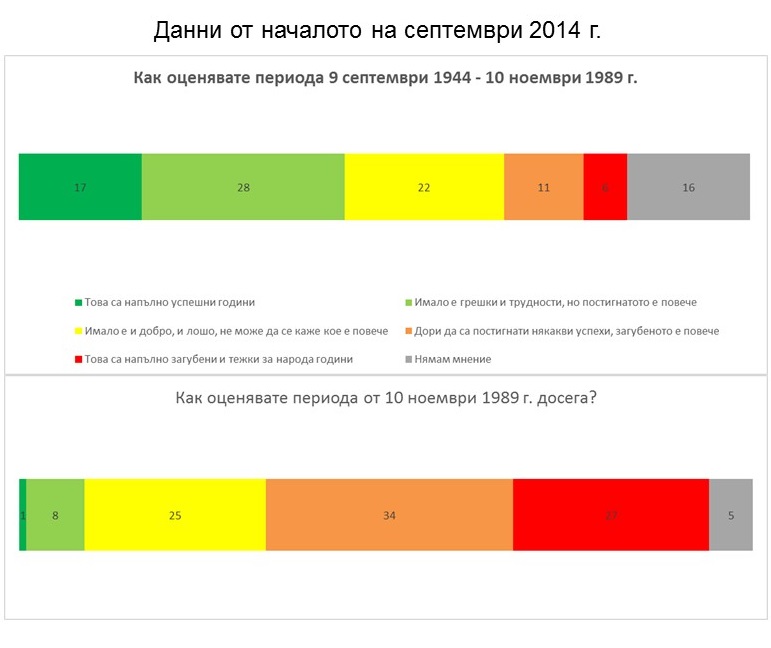 Данни от началото на септември 2014 г.
Как оценявате периода 9 септември 1944 - 10 ноември 1989 г.
17 28 22 11 6 16
Това са напълно успешни години
Имало е грешки и трудности, но постигнатото е повече
Имало е и добро, и лошо, не може да се каже кое е повече
Дори да са постигнати някакви успехи, загубеното е повече
Това са напълно загубени и тежки за народа години
Нямам мнение
Как оценявате периода от 10 ноември 1989 г. досега?
1 8 25 34 27 5